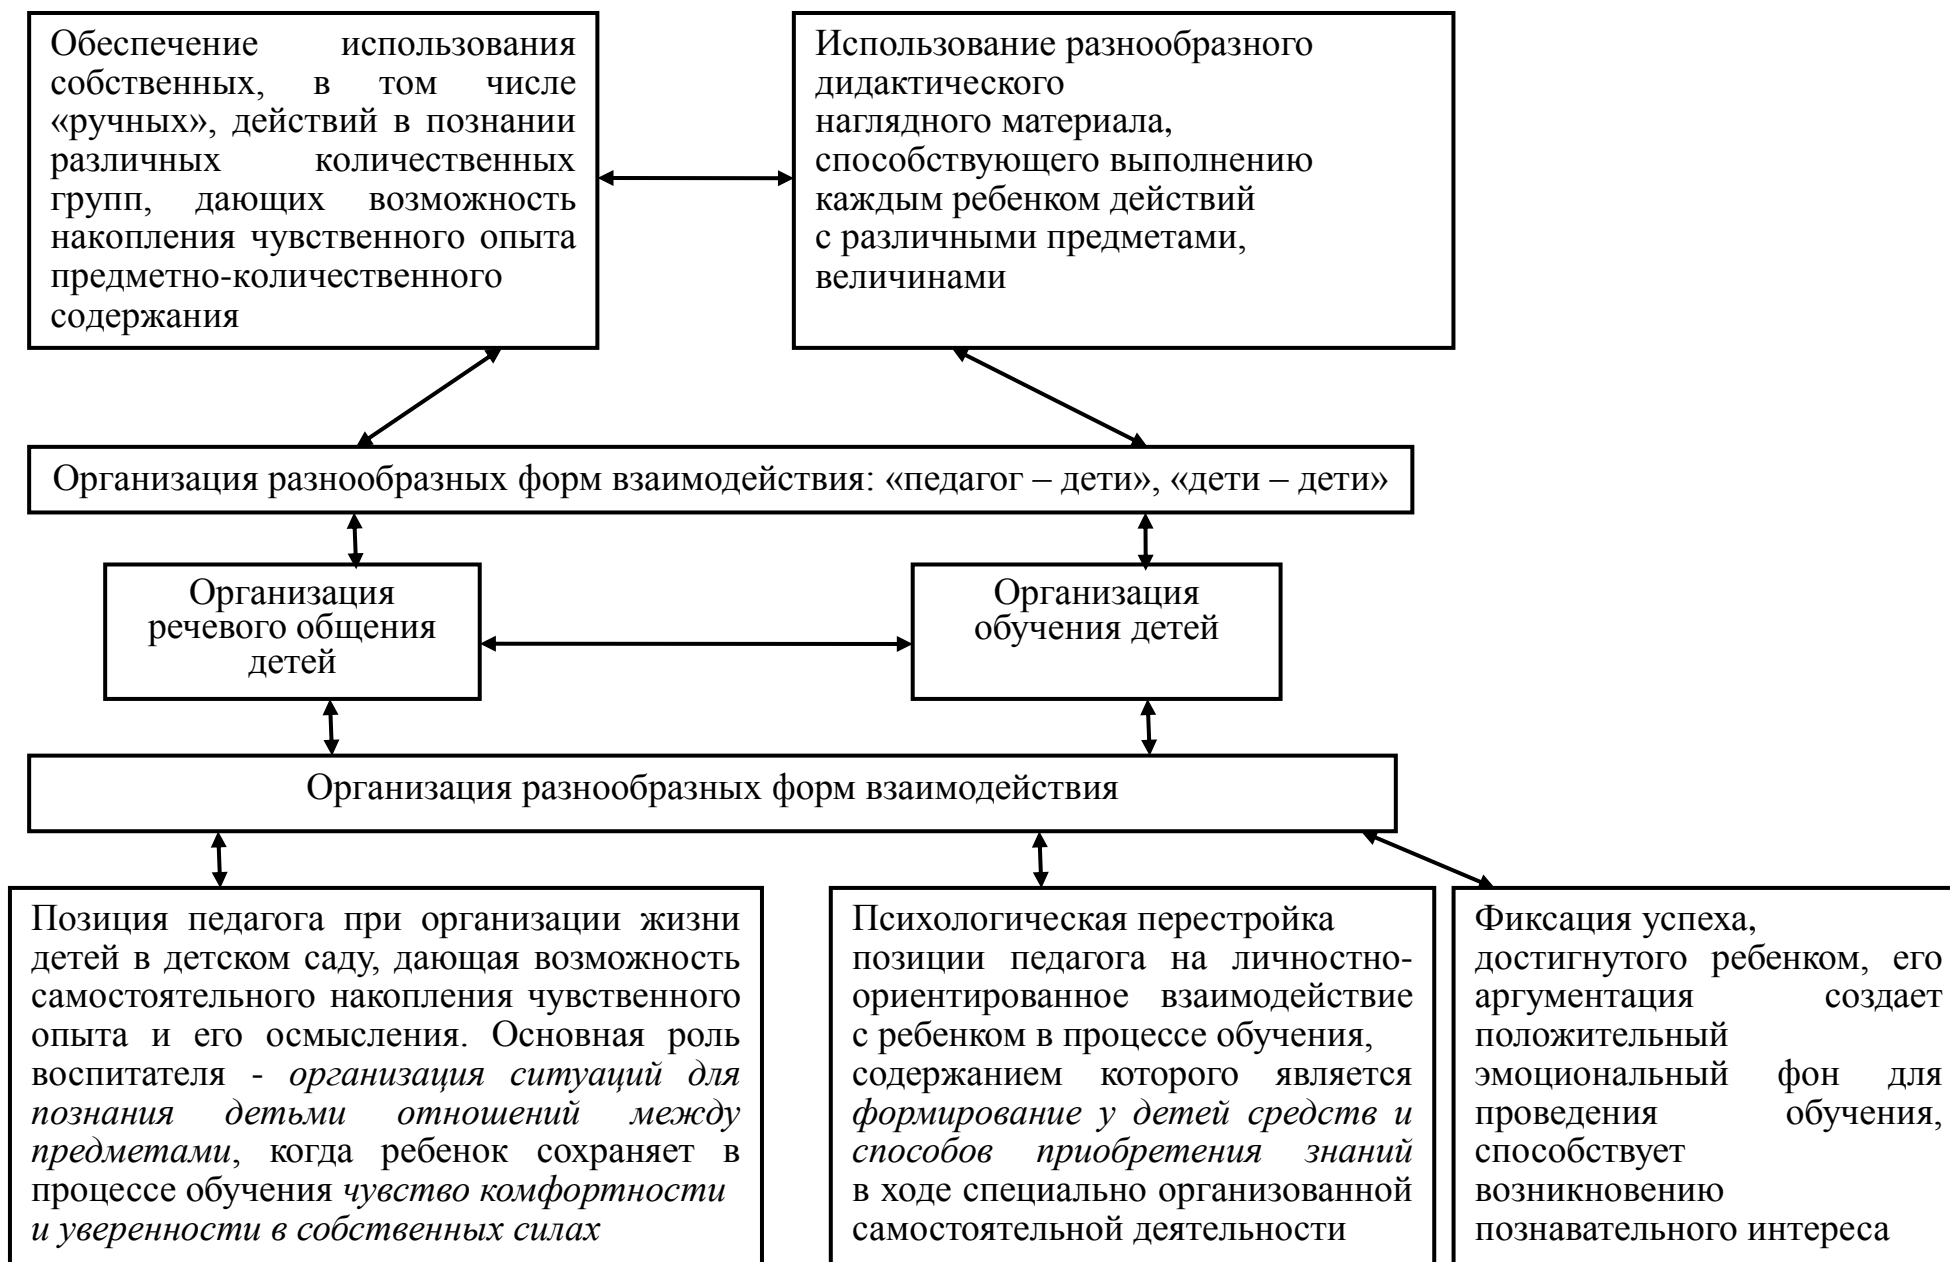 Обеспечение использования
собственных, в том числе
«ручных», действий в познании
различных количественных
групп, дающих возможность
накопления чувственного опыта
предметно-количественного
содержания
Использование разнообразного
дидактического
наглядного материала,
способствующего выполнению
каждым ребенком действий
с различными предметами,
величинами
Организация разнообразных форм взаимодействия: «педагог – дети», «дети – дети»
Организация
речевого общения
детей
Организация
обучения детей
Организация разнообразных форм взаимодействия
Позиция педагога при организации жизни
детей в детском саду, дающая возможность
самостоятельного накопления чувственного
опыта и его осмысления. Основная роль
воспитателя - организация ситуаций для
познания детьми отношений между
предметами, когда ребенок сохраняет в
процессе обучения чувство комфортности
и уверенности в собственных силах
Психологическая перестройка
позиции педагога на личностно-
ориентированное взаимодействие
с ребенком в процессе обучения,
содержанием которого является
формирование у детей средств и
способов приобретения знаний
в ходе специально организованной
самостоятельной деятельности
Фиксация успеха,
достигнутого ребенком, его
аргументация создает
положительный
эмоциональный фон для
проведения обучения,
способствует
возникновению
познавательного интереса